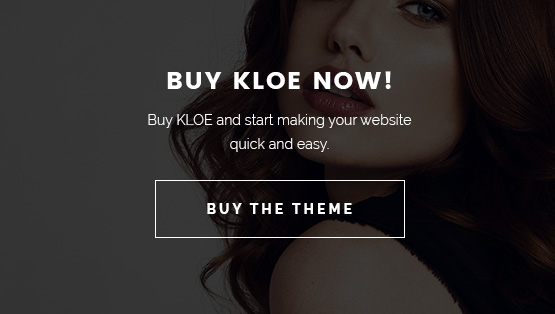 BUY KLOE NOW!
Buy KLOE and start making your website
quick and easy.
BUY THE THEME